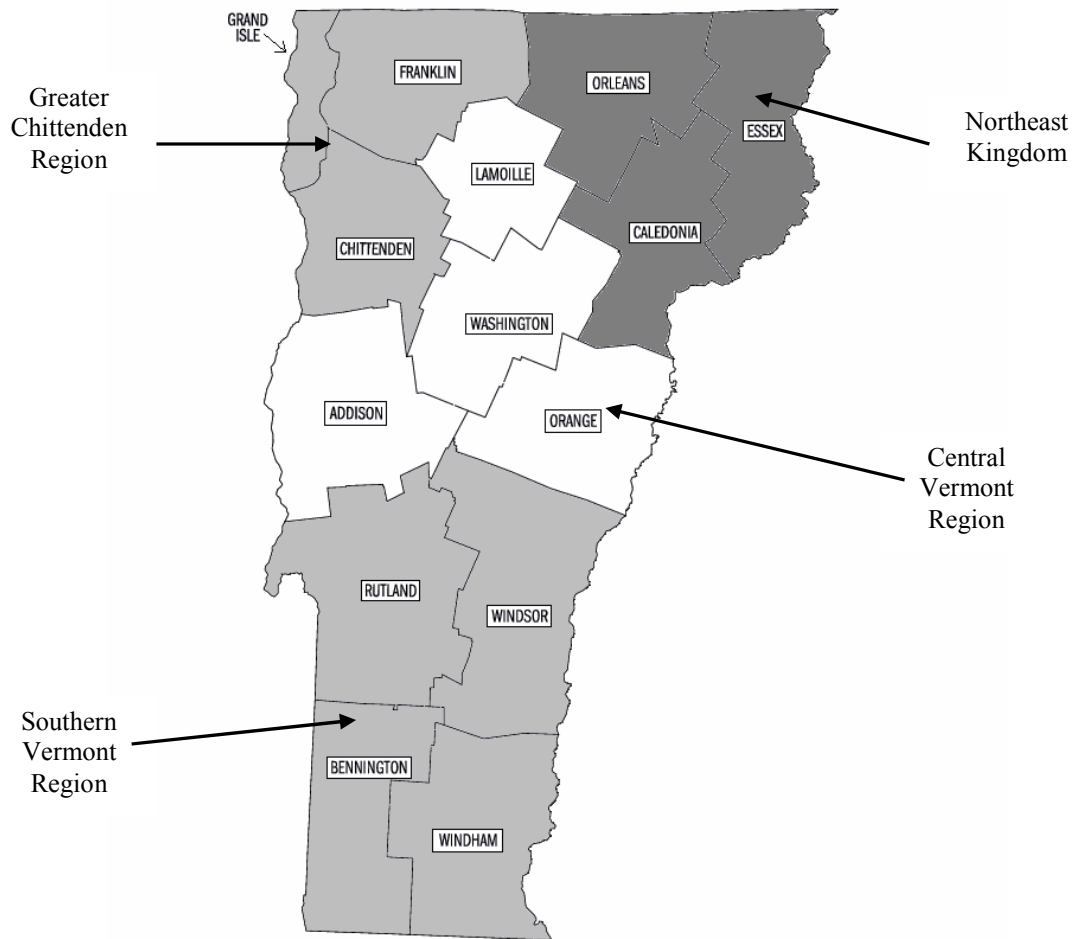 GRAND
ISLE
FRANKLIN
ORLEANS
Greater
Chittenden
Region
ESSEX
Northeast
Kingdom
LAMOILLE
CHITTENDEN
CALEDONIA
WASHINGTON
ADDISON
ORANGE
Central
Vermont
Region
RUTLAND
WINDSOR
Southern
Vermont
Region
BENNINGTON
WINDHAM